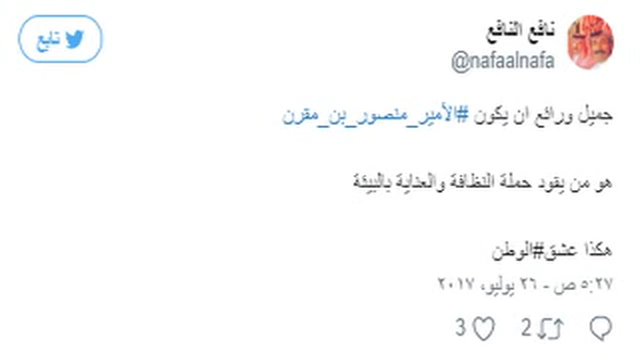 نافع النافع
@nafaalnafa
تابع
جميل ورائع ان يكون #الأمير_منصور_بن_مقرن
هو من يقود حملة النظافة والعناية بالبيئة
هكذا عشق#الوطن
٥:٢٧ ص - ٢٦ يوليو، ٢٠١٧
2 3